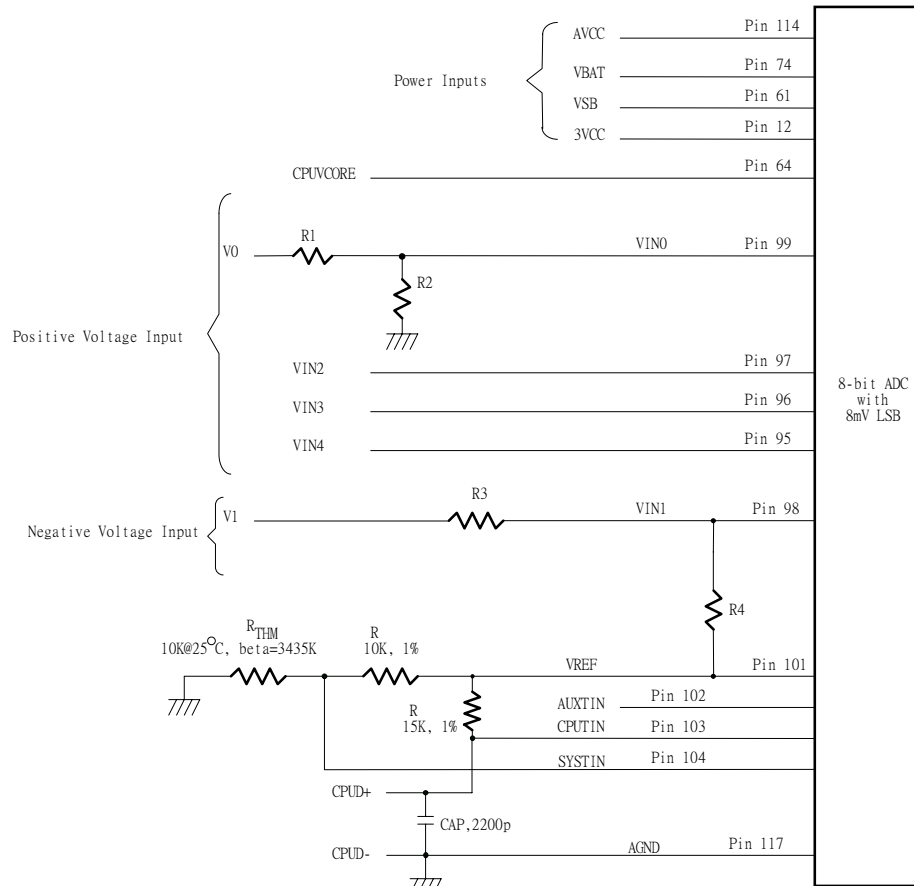 AVCC Pin 114
VBAT Pin 74
Power Inputs
VSB Pin 61
3VCC Pin 12
CPUVCORE Pin 64
R1
V0 VIN0 Pin 99
R2
Positive Voltage Input
VIN2 Pin 97
VIN3 Pin 96
VIN4 Pin 95
8-bit ADC
with
8mV LSB
R3
V1 VIN1 Pin 98
Negative Voltage Input
R4
RTHM
10K@25°C, beta=3435K
R
10K, 1%
VREF Pin 101
R
15K, 1%
AUXTIN Pin 102
CPUTIN Pin 103
SYSTIN Pin 104
CPUD+
CAP,2200p
CPUD- AGND Pin 117